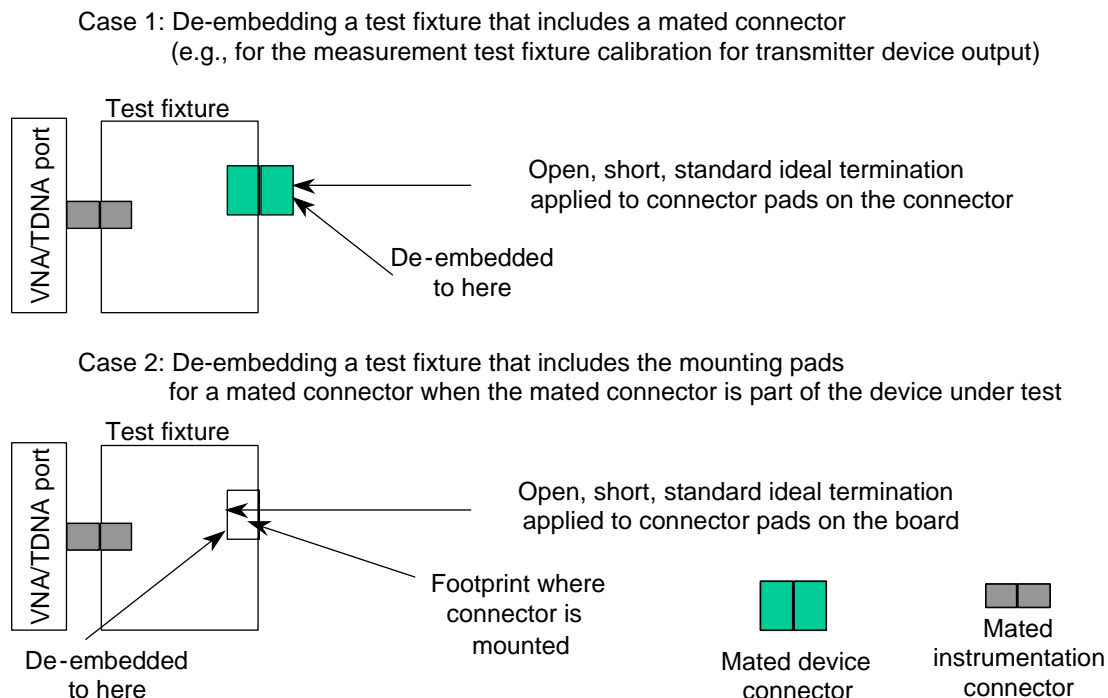 Case 1: De-embedding a test fixture that includes a mated connector
(e.g., for the measurement test fixture calibration for transmitter device output)
Test fixture
VNA/TDNA port
Open, short, standard ideal termination
applied to connector pads on the connector
De-embedded
to here
Case 2: De-embedding a test fixture that includes the mounting pads
for a mated connector when the mated connector is part of the device under test
Test fixture
VNA/TDNA port
Open, short, standard ideal termination
applied to connector pads on the board
Footprint where
connector is
mounted
De-embedded
to here
Mated device
connector
Mated
instrumentation
connector